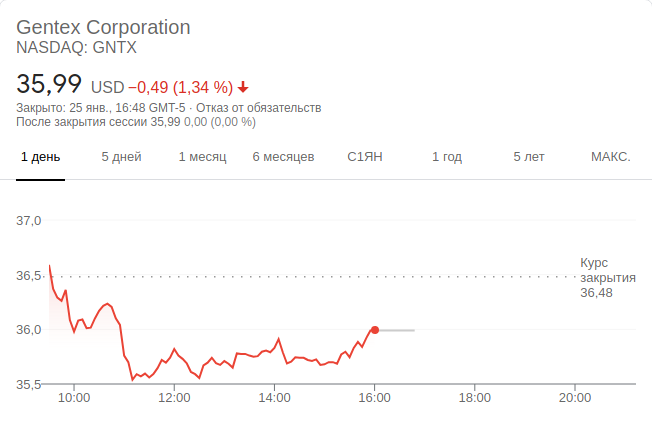 Gentex Corporation
NASDAQ: GNTX
35,99 USD −0,49 (1,34 %)
Закрыто: 25 янв., 16:48 GMT-5 · Отказ от обязательств
После закрытия сессии 35,99 0,00 (0,00 %)
1 день 5 дней 1 месяц 6 месяцев С1ЯН 1 год 5 лет МАКС.
37,0
36,5
36,0
35,5
Курс
закрытия
36,48
10:00 12:00 14:00 16:00 18:00 20:00